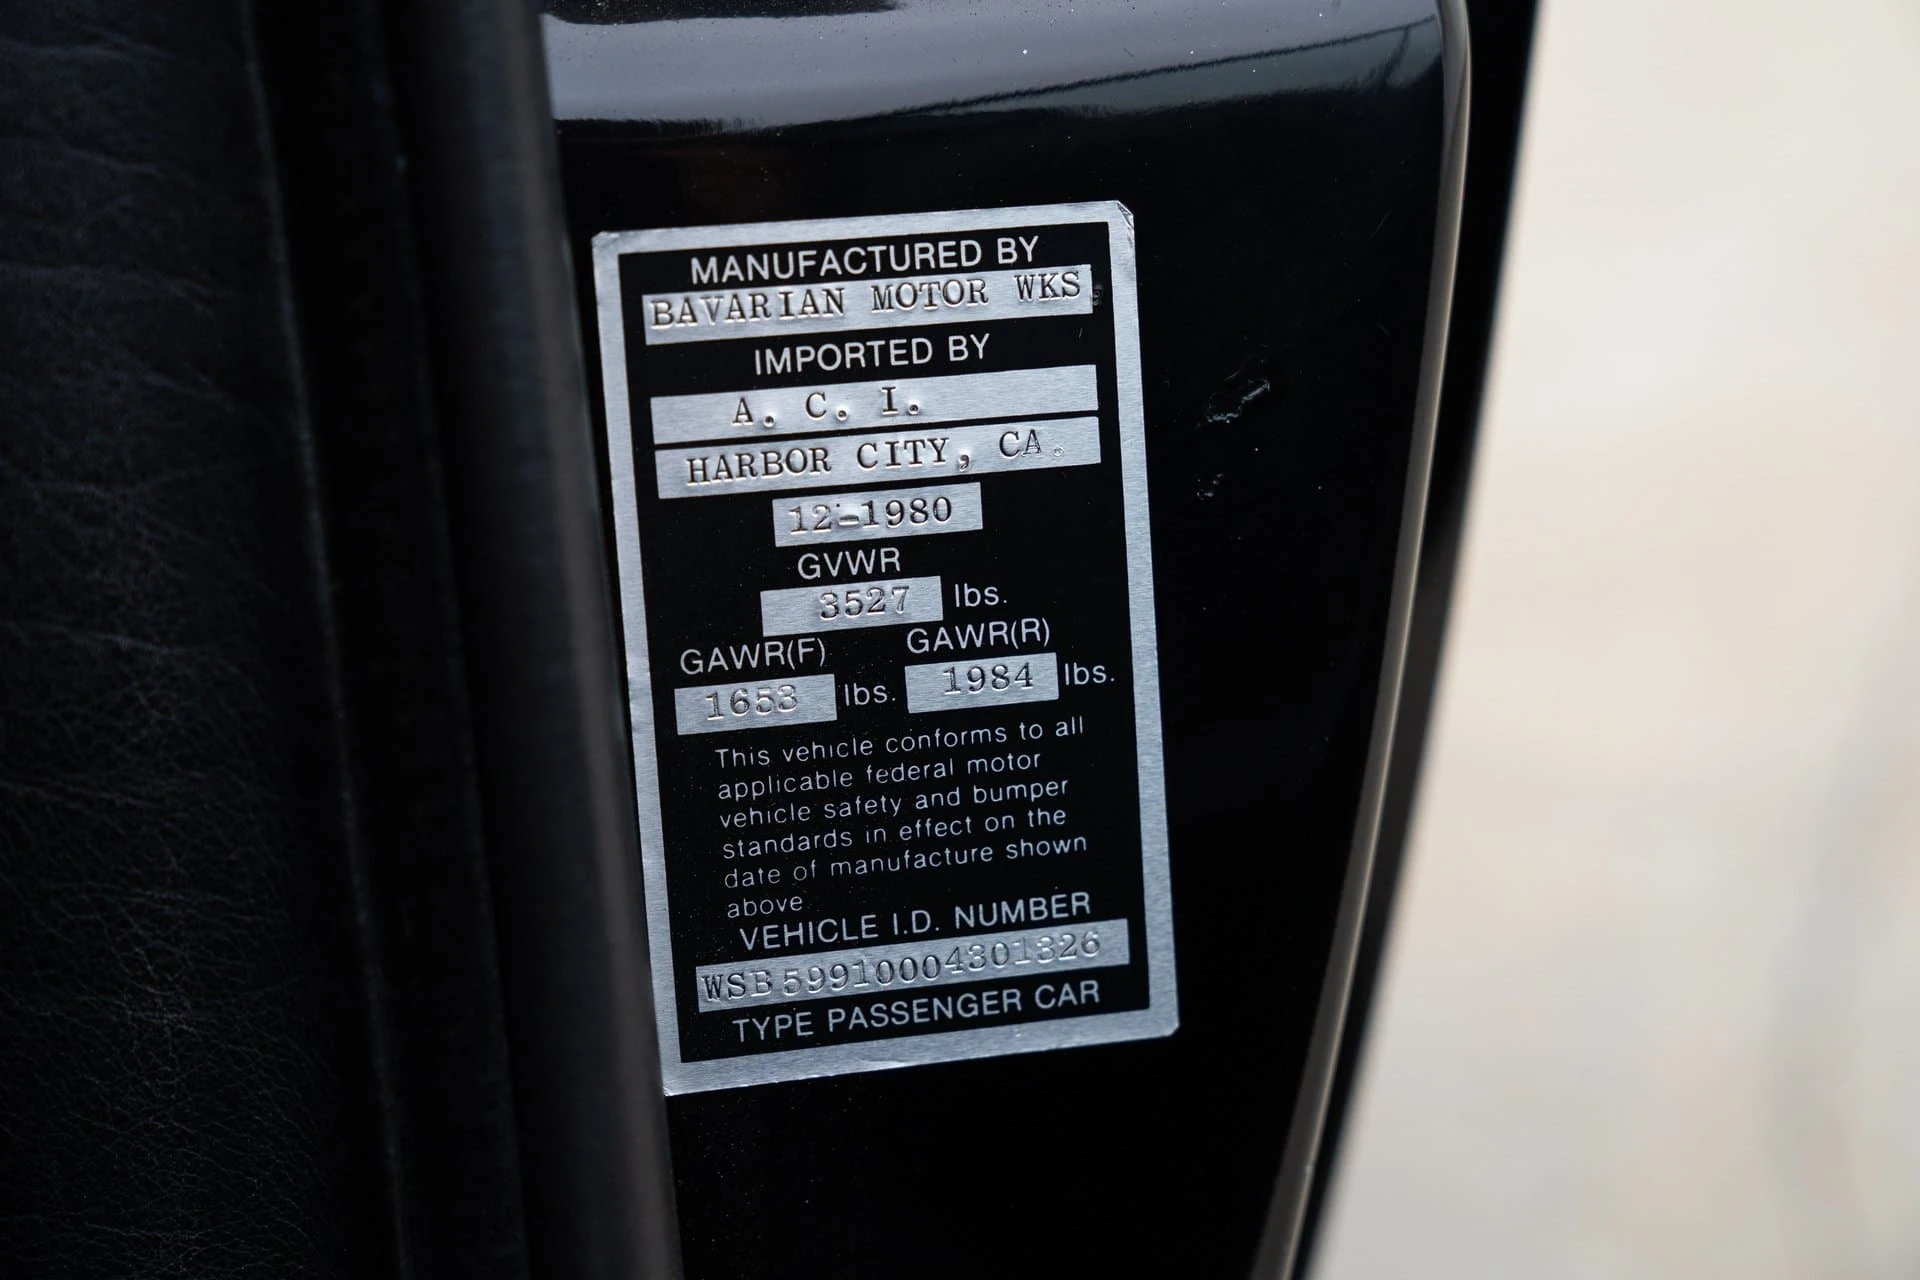 MANUFACTURED BY
BAVARIAN MOTOR WKS.
IMPORTED BY
A. C. I.
HARBOR CITY, CA.
12-1980
GVWR
3527 lbs.
GAWR(F) GAWR(R)
1653 lbs. 1984 lbs.
This vehicle conforms to all
applicable federal motor
vehicle safety and bumper
standards in effect on the
date of manufacture shown
above
VEHICLE I.D. NUMBER
WSB59910004301326
TYPE PASSENGER CAR